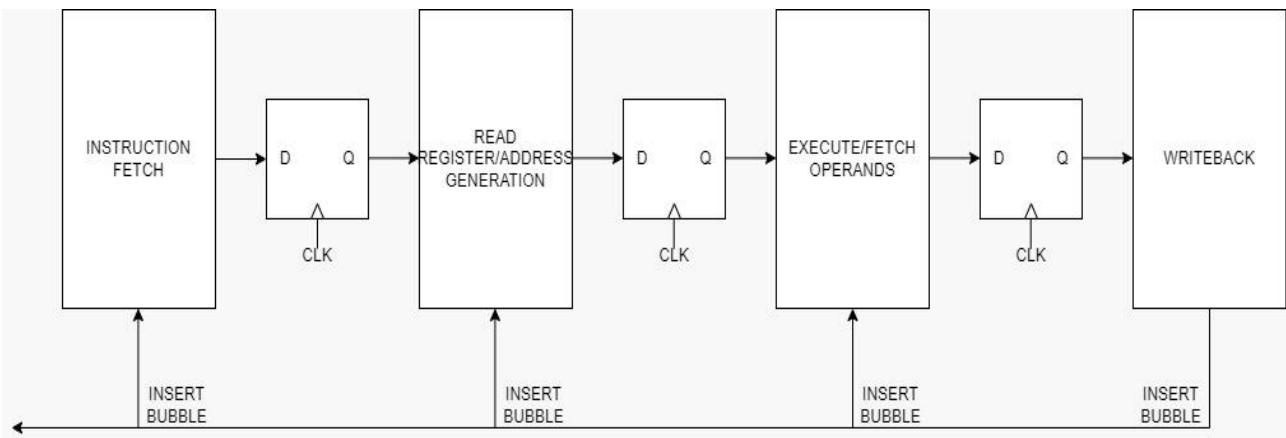 INSTRUCTION
FETCH
D
Q
CLK
READ
REGISTER/ADDRESS
GENERATION
D
Q
CLK
EXECUTE/FETCH
OPERANDS
D
Q
CLK
WRITEBACK
INSERT
BUBBLE
INSERT
BUBBLE
INSERT
BUBBLE
INSERT
BUBBLE